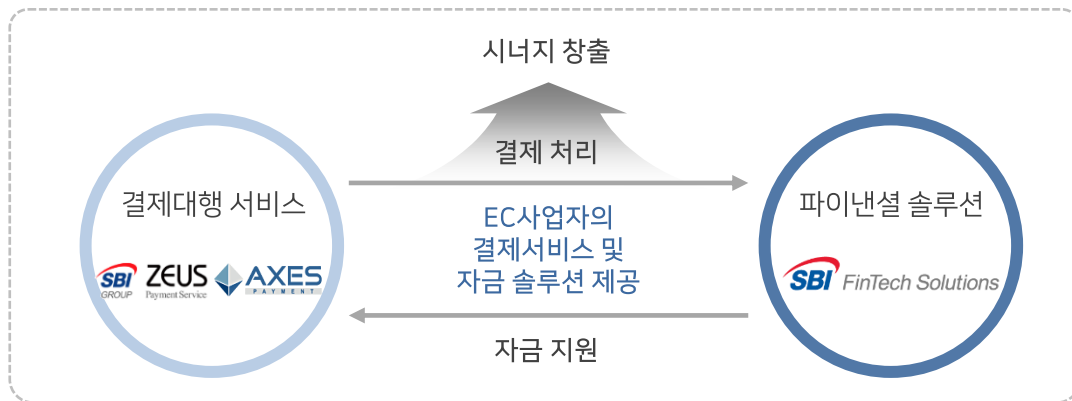 시너지 창출
결제 처리
결제대행 서비스
SBI
GROUP
ZEUS
Payment Service
AXES
PAYMENT
EC사업자의
결제서비스 및
자금 솔루션 제공
파이낸셜 솔루션
SBI FinTech Solutions
자금 지원